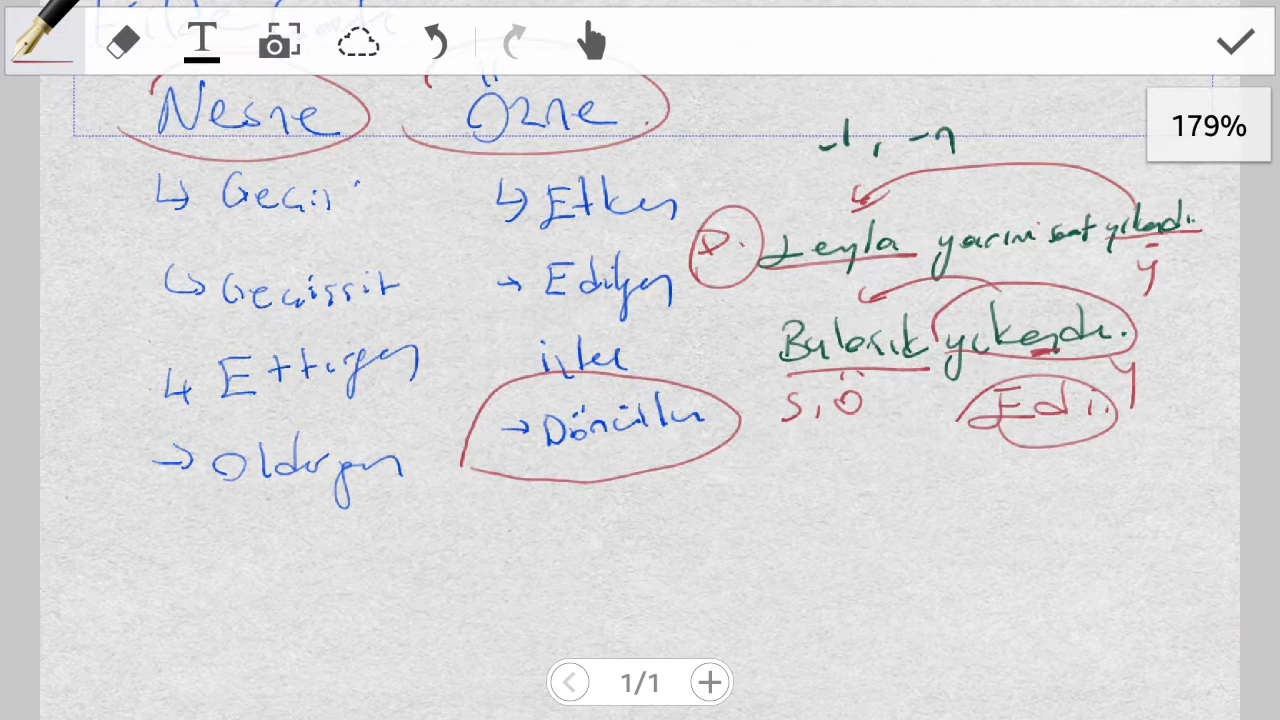 T
179%
Nesne
Özne
-l, -n
↳ Geçişli
↳ Geçişsiz
↳ Ettirgen
→ Oldurgan
↳ Etken
→ Edilgen
işteş
→ Dönüşlü
D. Leyla yarım saat yıkandı.
y
Bulaşık yıkandı.
S.Ö
y
Edi.
1/1